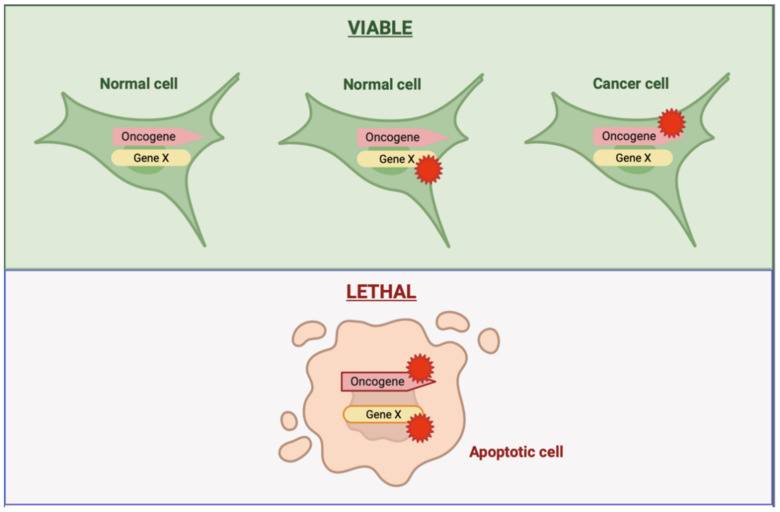 VIABLE
Normal cell
Normal cell
Cancer cell
Oncogene
Oncogene
Oncogene
Gene X
Gene X
Gene X
LETHAL
Oncogene
Gene X
Apoptotic cell